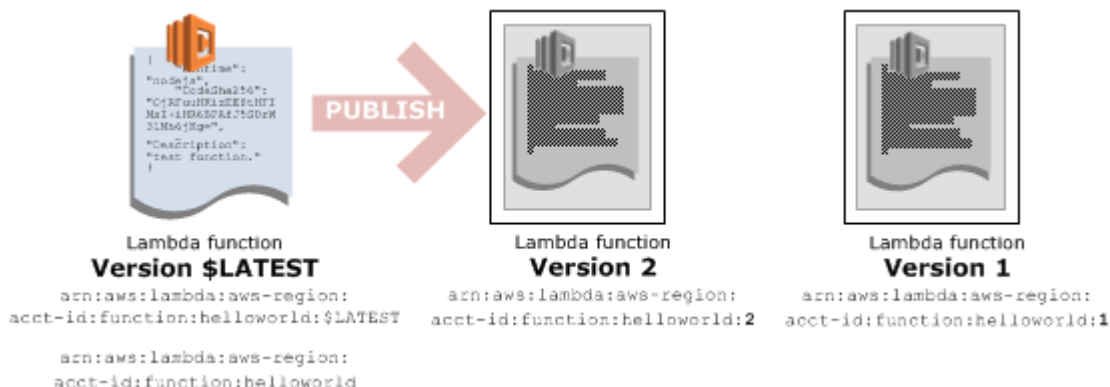 {
"Runtime":
"nodejs",
"CodeSha256":
"Description":
"test function."
}
PUBLISH
Lambda function
Version $LATEST
arn:aws:lambda:aws-region:
acct-id:function:helloworld:$LATEST
arn:aws:lambda:aws-region:
acct-id:function:helloworld
Lambda function
Version 2
arn:aws:lambda:aws-region:
acct-id:function:helloworld:2
Lambda function
Version 1
arn:aws:lambda:aws-region:
acct-id:function:helloworld:1